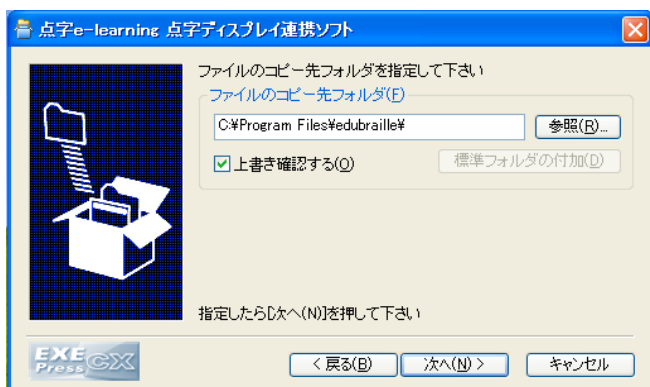 点字e-learning 点字ディスプレイ連携ソフト
ファイルのコピー先フォルダを指定して下さい
ファイルのコピー先フォルダ(F)
C:¥Program Files¥edubraille¥
参照(R)...
上書き確認する(O)
標準フォルダの付加(D)
指定したら[次へ(N)]を押して下さい
EXE
Press CX
< 戻る(B)
次へ(N) >
キャンセル